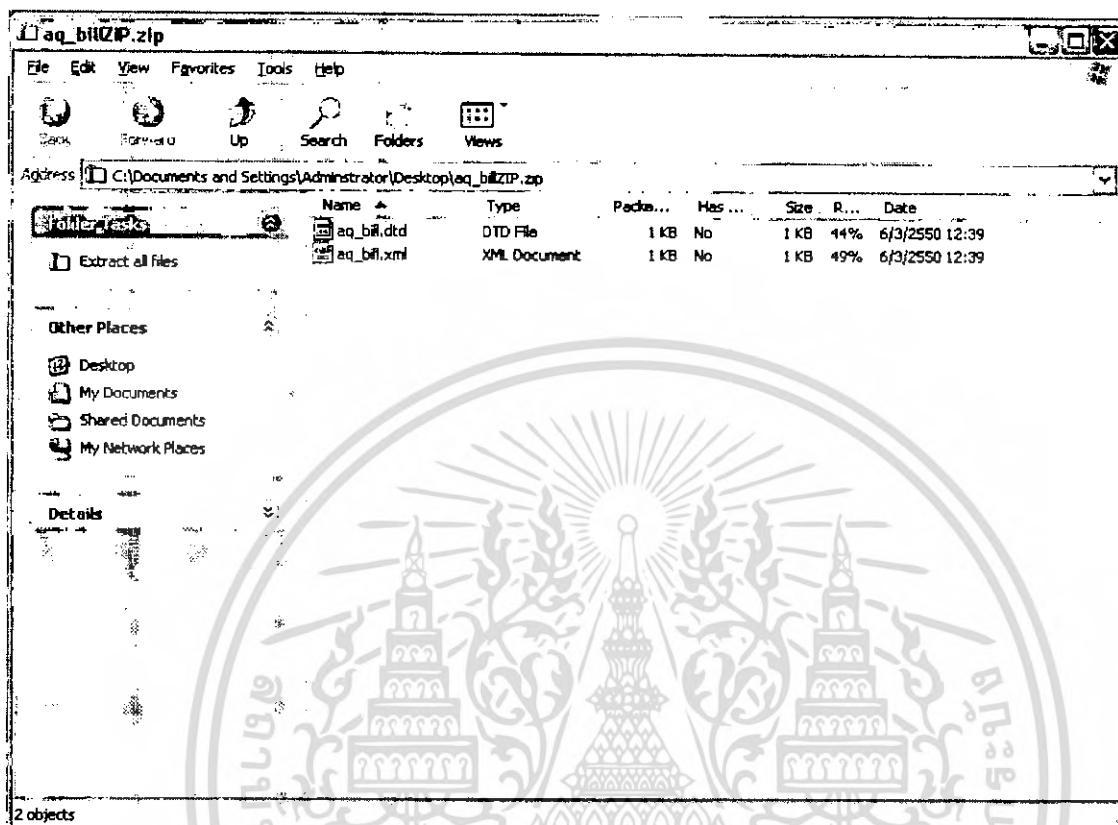 aq_billZIP.zip
File Edit View Favorites Tools Help
Back Forward Up Search Folders Views
Address C:\Documents and Settings\Adminstrator\Desktop\aq_billZIP.zip
Folder Tasks
Extract all files
Other Places
Desktop
My Documents
Shared Documents
My Network Places
Details
Name Type Packe... Has ... Size R... Date
aq_bill.dtd DTD File 1 KB No 1 KB 44% 6/3/2550 12:39
aq_bill.xml XML Document 1 KB No 1 KB 49% 6/3/2550 12:39
2 objects